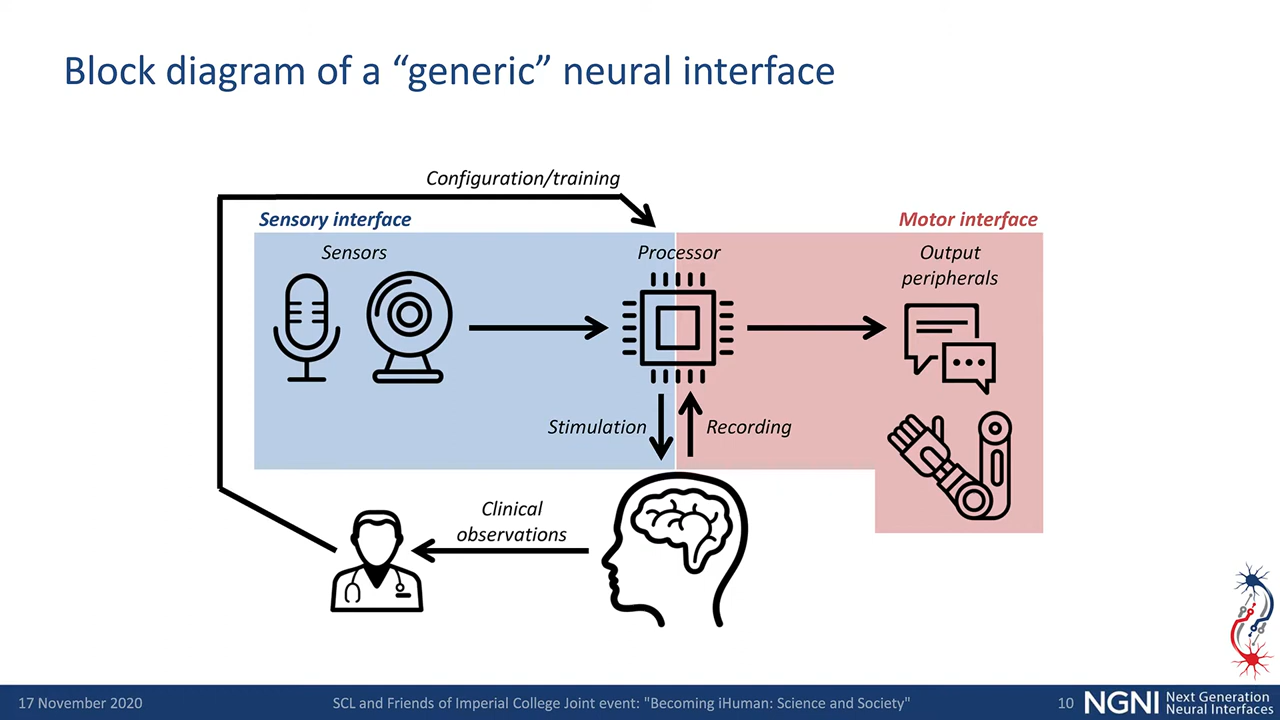 Block diagram of a “generic” neural interface
Configuration/training
Sensory interface
Motor interface
Sensors
Processor
Output
peripherals
Stimulation
Recording
Clinical
observations
17 November 2020
SCL and Friends of Imperial College Joint event: "Becoming iHuman: Science and Society"
10
NGNI
Next Generation
Neural Interfaces